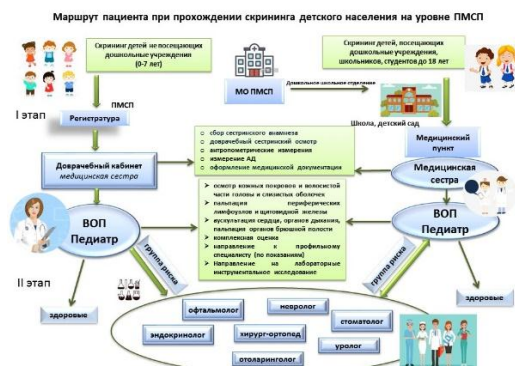 Маршрут пациента при прохождении скрининга детского населения на уровне ПМСП
Скрининг детей не посещающих
дошкольные учреждения
(0-7 лет)
Скрининг детей, посещающих
дошкольные учреждения,
школьников, студентов до 18 лет
МО ПМСП
Дошкольное школьное отделение
ПМСП
I этап
Регистратура
Школа, детский сад
Медицинский
пункт
Доврачебный кабинет
медицинская сестра
сбор сестринского анамнеза
доврачебный сестринский осмотр
антропометрические измерения
измерение АД
оформление медицинской документации
Медицинская
сестра
ВОП
Педиатр
осмотр кожных покровов и волосистой
части головы и слизистых оболочек
пальпация периферических
лимфоузлов и щитовидной железы
аускультация сердца, органов дыхания,
пальпация органов брюшной полости
комплексная оценка
направление к профильному
специалисту (по показаниям)
Направление на лабораторные
инструментальное исследование
ВОП
Педиатр
группа риска
группа риска
II этап
здоровые
здоровые
офтальмолог
невролог
стоматолог
эндокринолог
хирург-ортопед
уролог
отоларинголог